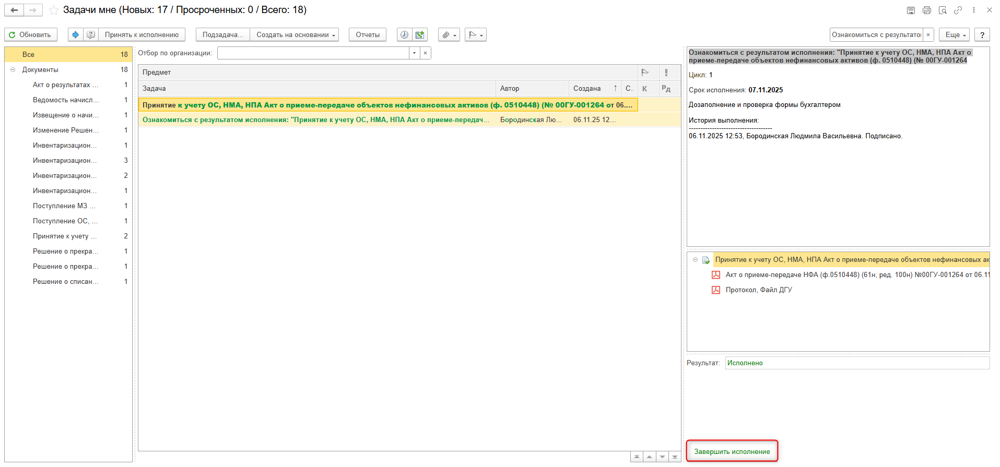 Задачи мне (Новых: 17 / Просроченных: 0 / Всего: 18)
Обновить
Принять к исполнению
Подзадача...
Создать на основании
Отчеты
Ознакомиться с результато
×
Еще
?
Все 18
Документы 18
Акт о результатах ... 1
Ведомость начисл... 1
Извещение о начи... 1
Изменение Решен... 1
Инвентаризацион... 1
Инвентаризацион... 3
Инвентаризацион... 2
Инвентаризацион... 1
Поступление МЗ ... 1
Поступление ОС, ... 1
Принятие к учету ... 2
Решение о прекра... 1
Решение о прекра... 1
Решение о списан... 1
Отбор по организации:
×
Предмет
Задача Автор Создана ↑ С.. К Рд
Принятие к учету ОС, НМА, НПА Акт о приеме-передаче объектов нефинансовых активов (ф. 0510448) (№ 00ГУ-001264 от 06....
Ознакомиться с результатом исполнения: "Принятие к учету ОС, НМА, НПА Акт о приеме-передач... Бородинская Лю... 06.11.25 12...
Ознакомиться с результатом исполнения: "Принятие к учету ОС, НМА, НПА Акт о
приеме-передаче объектов нефинансовых активов (ф. 0510448) (№ 00ГУ-001264
Цикл: 1
Срок исполнения: 07.11.2025
Дозаполнение и проверка формы бухгалтером
История выполнения:
------------------------------------
06.11.2025 12:53, Бородинская Людмила Васильевна. Подписано.
Принятие к учету ОС, НМА, НПА Акт о приеме-передаче объектов нефинансовых ак
Акт о приеме-передаче НФА (ф.0510448) (61н, ред. 100н) №00ГУ-001264 от 06.11
Протокол, Файл ДГУ
Результат: Исполнено
Завершить исполнение